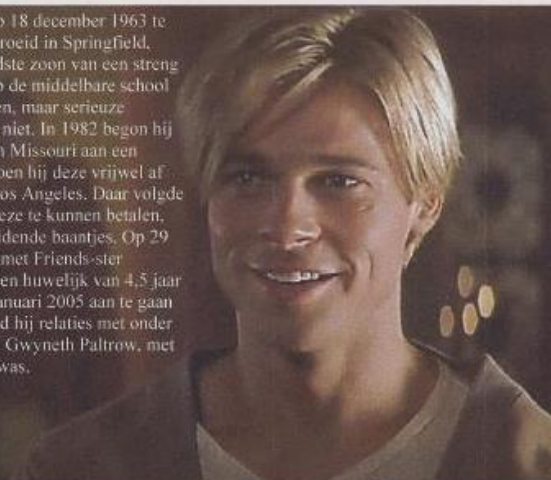 18 december 1963 te
roeid in Springfield,
dste zoon van een streng
de middelbare school
en, maar serieuze
niet. In 1982 begon hij
Missouri aan een
oen hij deze vrijwel af
os Angeles. Daar volgde
eze te kunnen betalen,
idende baantjes. Op 29
met Friends-ster
en huwelijk van 4,5 jaar
anuari 2005 aan te gaan
d hij relaties met onder
Gwyneth Paltrow, met
was.